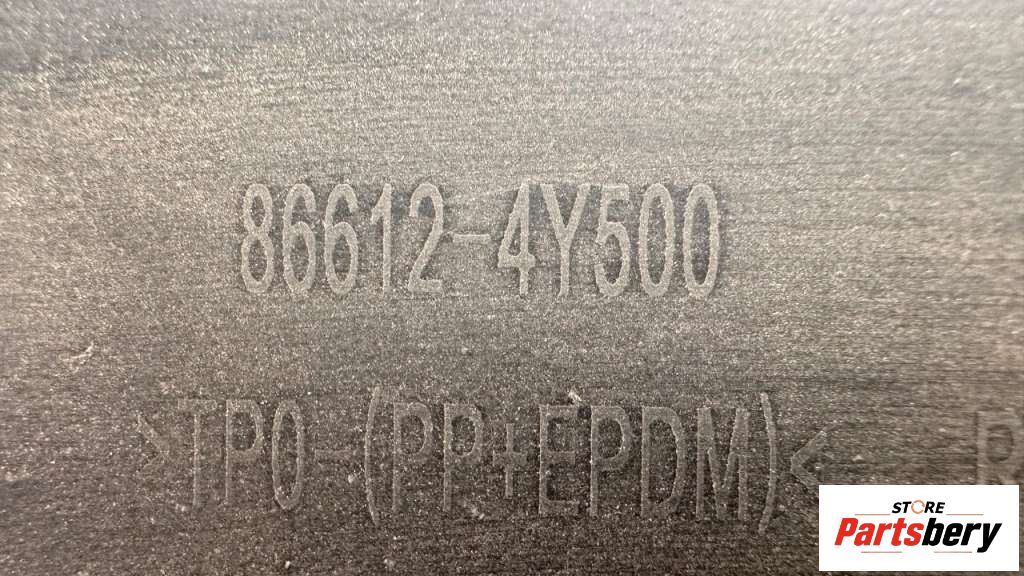 86612-4Y500
>TPO-(PP+EPDM)< R
STORE
Partsbery